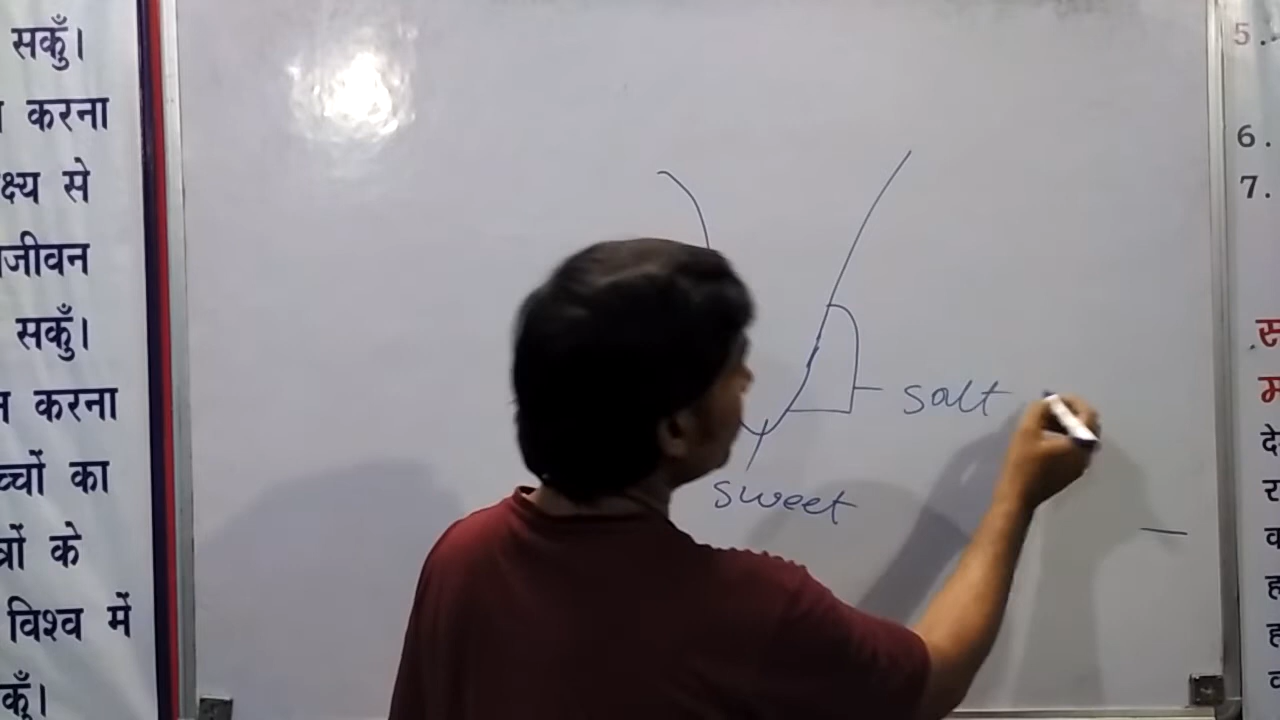 सकूँ।
करना
क्ष्य से
जीवन
सकूँ।
करना
च्चों का
त्रों के
विश्व में
कूँ।
salt
sweet
5.
6.
7.